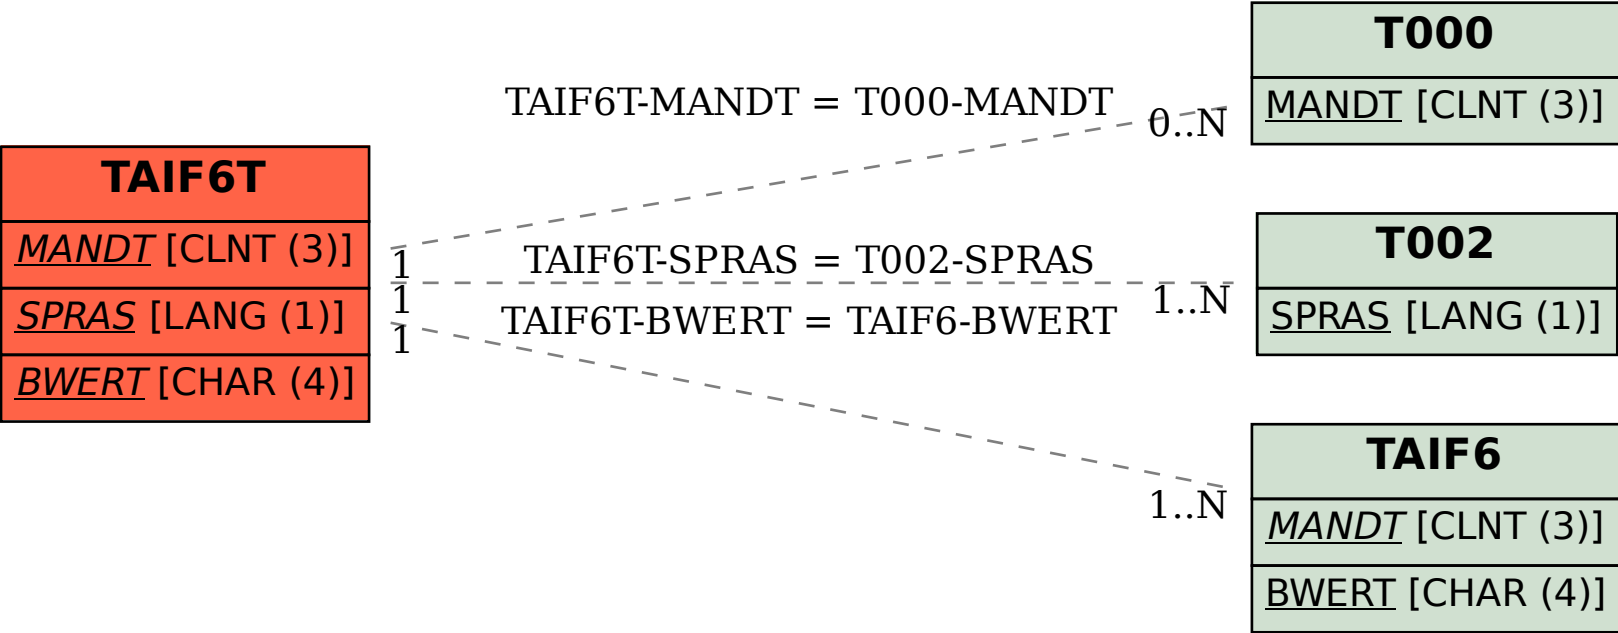 TAIF6T
MANDT [CLNT (3)]
SPRAS [LANG (1)]
BWERT [CHAR (4)]
TAIF6T-MANDT = T000-MANDT
1
0..N
TAIF6T-SPRAS = T002-SPRAS
1
1..N
TAIF6T-BWERT = TAIF6-BWERT
1
1..N
T000
MANDT [CLNT (3)]
T002
SPRAS [LANG (1)]
TAIF6
MANDT [CLNT (3)]
BWERT [CHAR (4)]